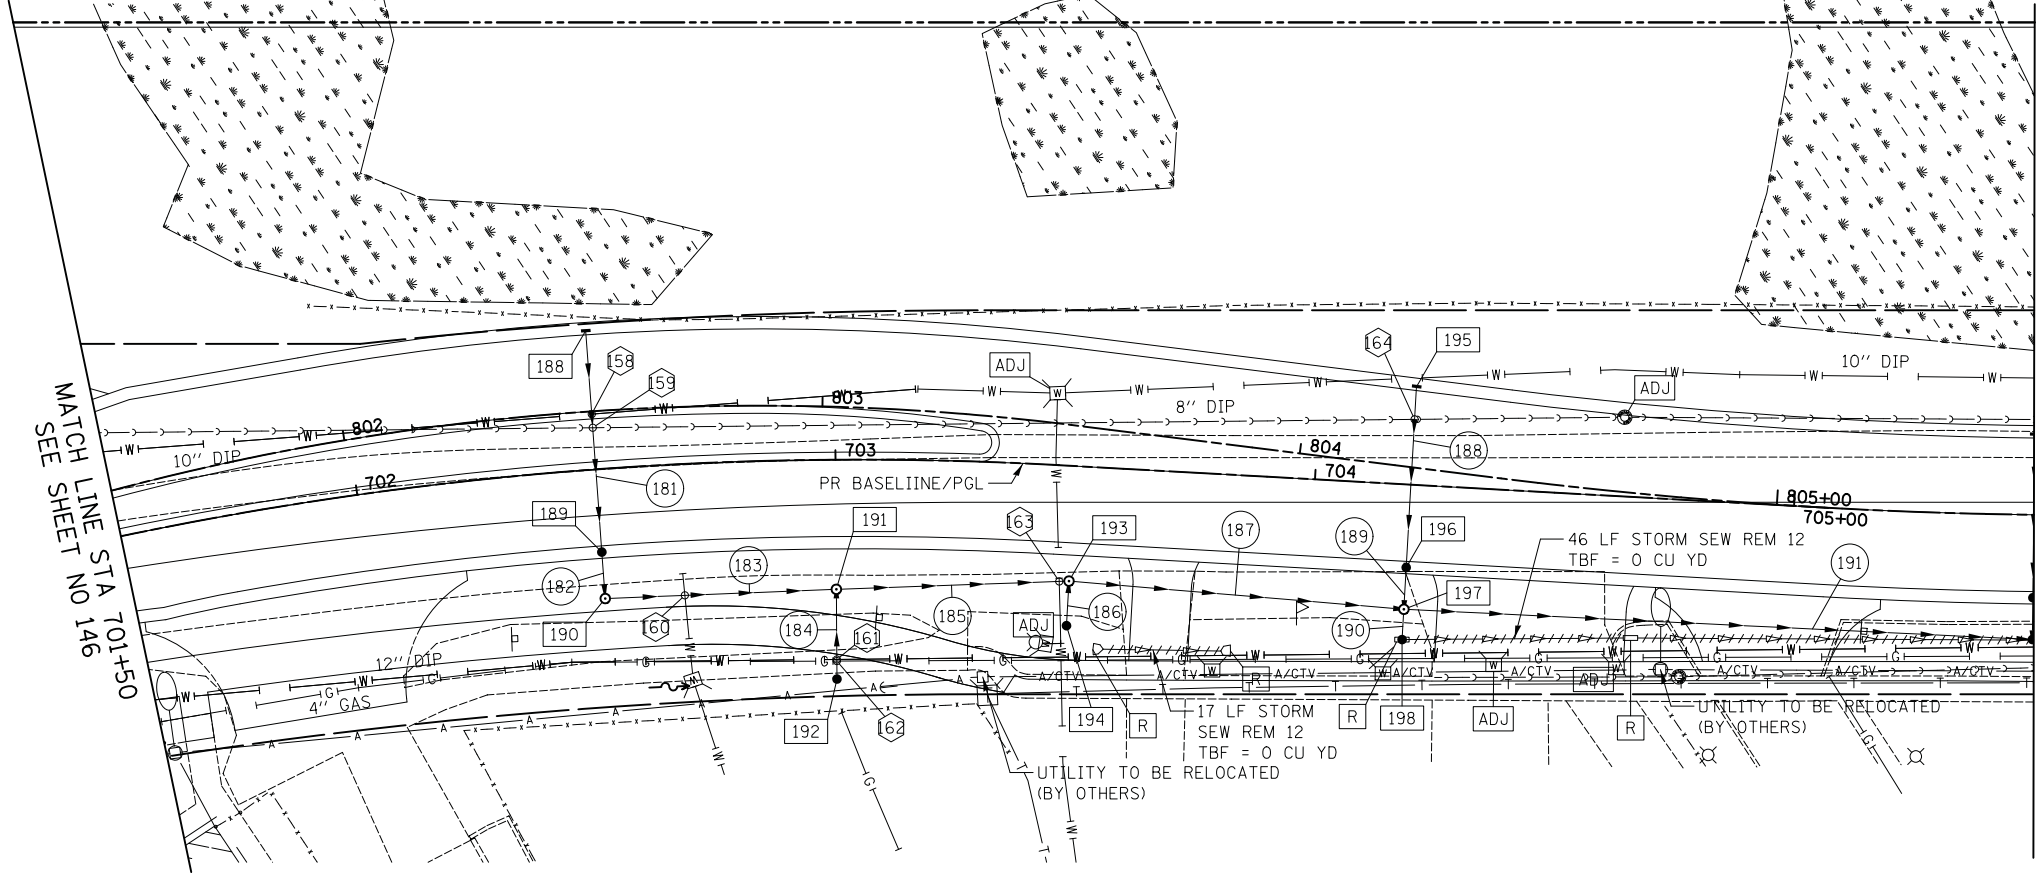 MATCH LINE STA 701+50
SEE SHEET NO 146
188
158
159
ADJ
164
195
10'' DIP
ADJ
803
8'' DIP
802
10'' DIP
703
804
188
702
704
PR BASELIINE/PGL
181
805+00
705+00
189
191
163
193
187
189
196
46 LF STORM SEW REM 12
TBF = 0 CU YD
191
182
183
190
160
184
161
185
ADJ
186
190
197
12'' DIP
4'' GAS
192
162
194
R
R
17 LF STORM
SEW REM 12
TBF = 0 CU YD
R
198
ADJ
ADJ
R
UTILITY TO BE RELOCATED
(BY OTHERS)
UTILITY TO BE RELOCATED
(BY OTHERS)
A/CTV
A/CTV
A/CTV
A/CTV
A/CTV
A/CTV
A/CTV
A/CTV
W
W
W
W
W
W
W
W
W
W
W
G
G
G
G
G
T
T
T
A
A
A
A